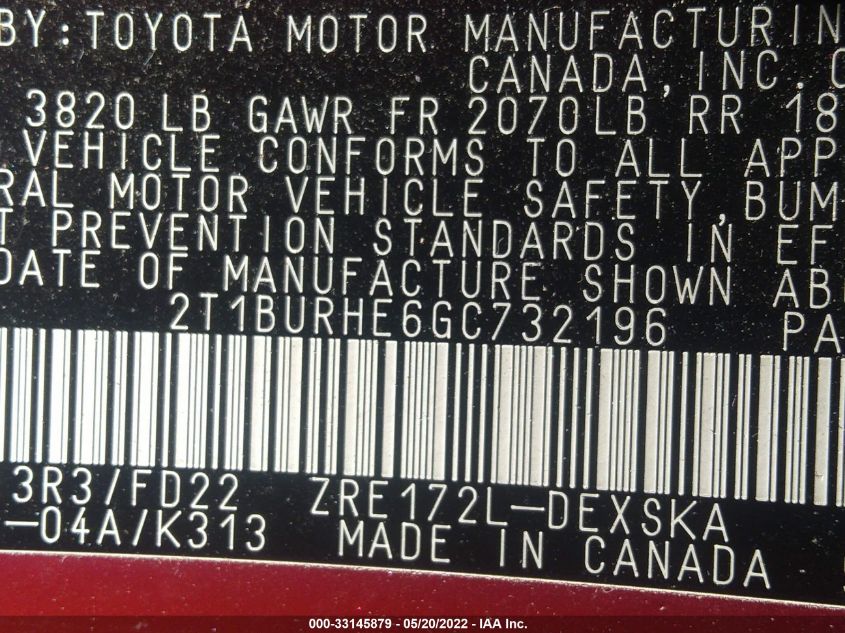 BY:TOYOTA MOTOR MANUFACTURIN
CANADA, INC.
3820 LB GAWR FR 2070LB RR 18
VEHICLE CONFORMS TO ALL APP
RAL MOTOR VEHICLE SAFETY,BUM
T PREVENTION STANDARDS IN EF
DATE OF MANUFACTURE SHOWN AB
2T1BURHE6GC732196 PA
3R3/FD22 ZRE172L-DEXSKA
-04A/K313 MADE IN CANADA
000-33145879 - 05/20/2022 - IAA Inc.